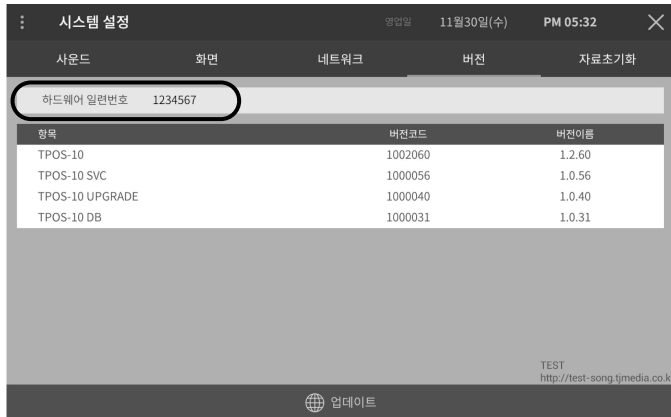 시스템 설정 영업일 11월30일(수) PM 05:32
사운드 화면 네트워크 버전 자료초기화
하드웨어 일련번호 1234567
항목 버전코드 버전이름
TPOS-10 1002060 1.2.60
TPOS-10 SVC 1000056 1.0.56
TPOS-10 UPGRADE 1000040 1.0.40
TPOS-10 DB 1000031 1.0.31
TEST
http://test-song.tjmedia.co.k
업데이트